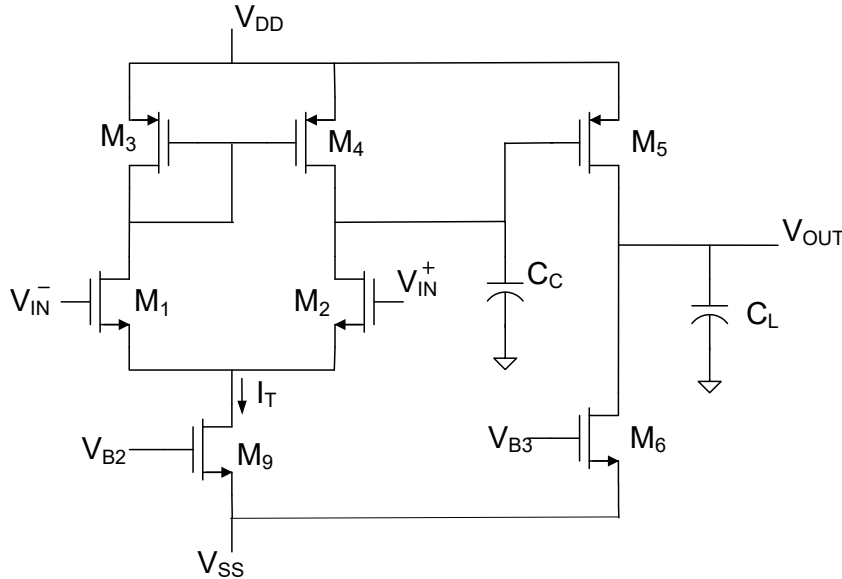 V_DD
M_3
M_4
M_5
V_OUT
V_IN^-
M_1
M_2
V_IN^+
C_C
C_L
I_T
V_B2
M_9
V_B3
M_6
V_SS